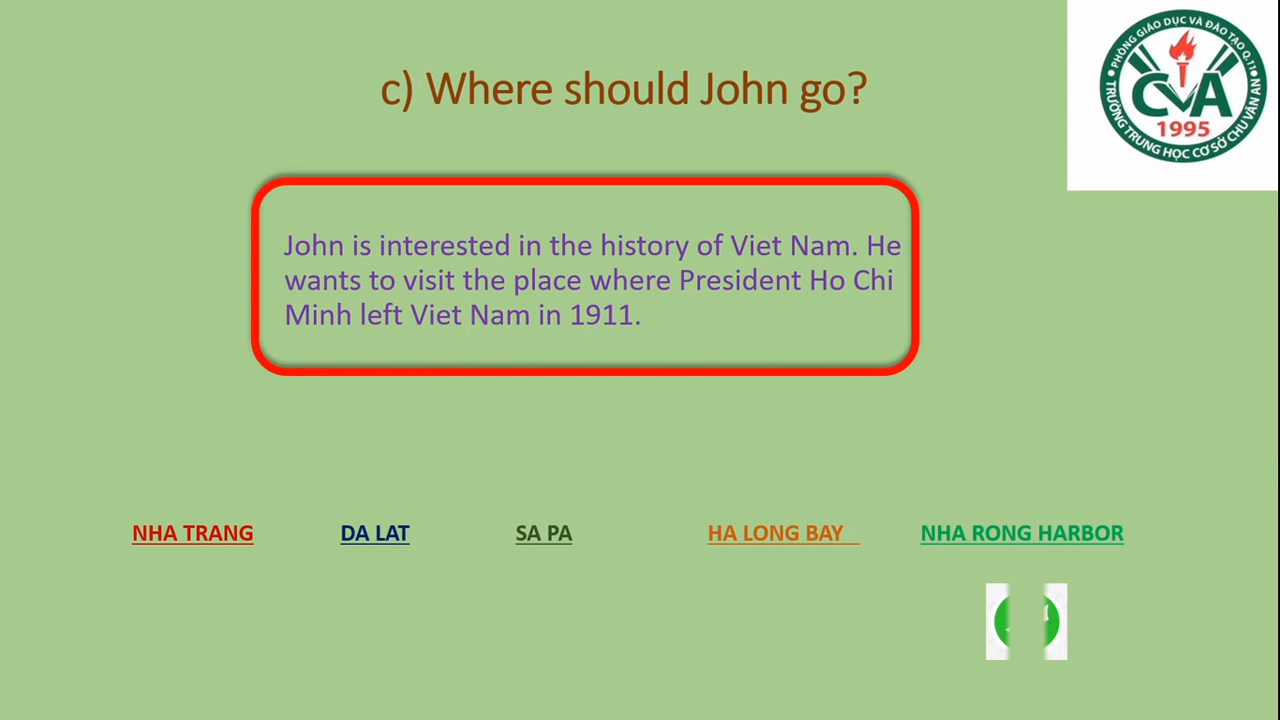 c) Where should John go?
PHÒNG GIÁO DỤC VÀ ĐÀO TẠO Q.11
CVA
1995
TRƯỜNG TRUNG HỌC CƠ SỞ CHU VĂN AN
John is interested in the history of Viet Nam. He
wants to visit the place where President Ho Chi
Minh left Viet Nam in 1911.
NHA TRANG DA LAT SA PA HA LONG BAY NHA RONG HARBOR